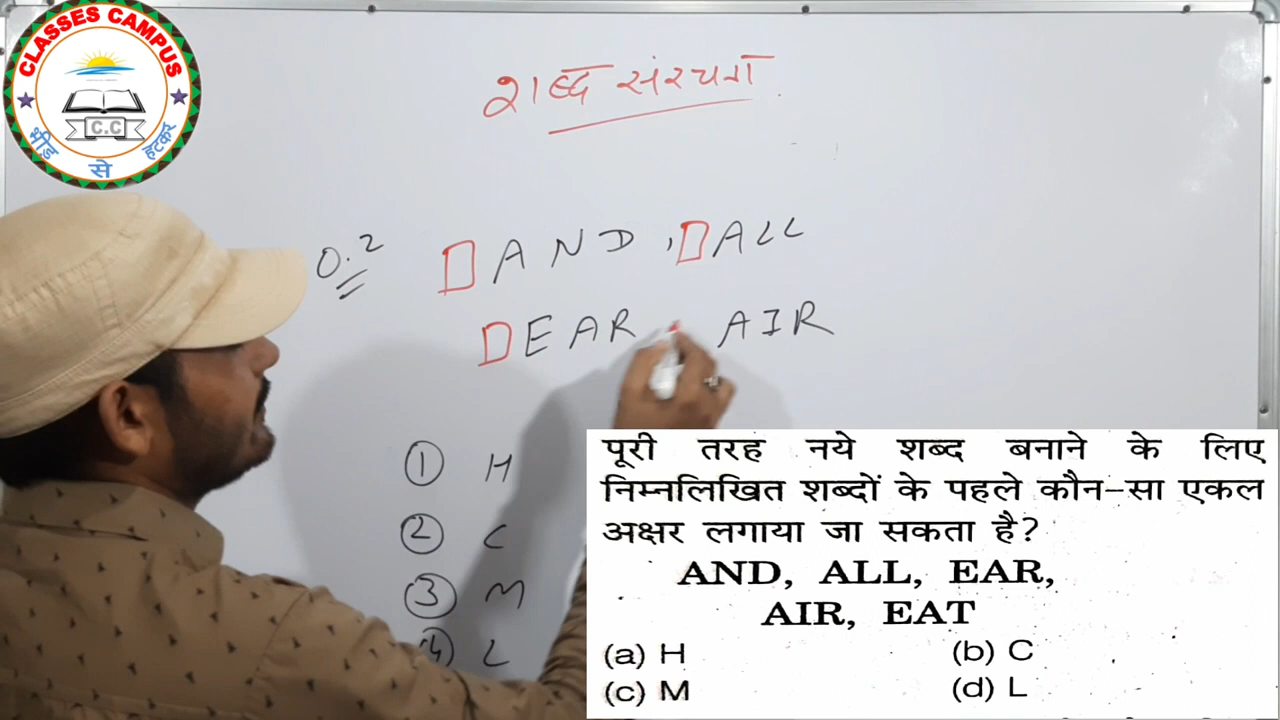 CLASSES CAMPUS
C.C
भीड़ से हटकर
शब्द संरचना
Q.2 AND, ALL
EAR AIR
1 H
2 C
3 M
4 L
पूरी तरह नये शब्द बनाने के लिए
निम्नलिखित शब्दों के पहले कौन-सा एकल
अक्षर लगाया जा सकता है?
AND, ALL, EAR,
AIR, EAT
(a) H (b) C
(c) M (d) L